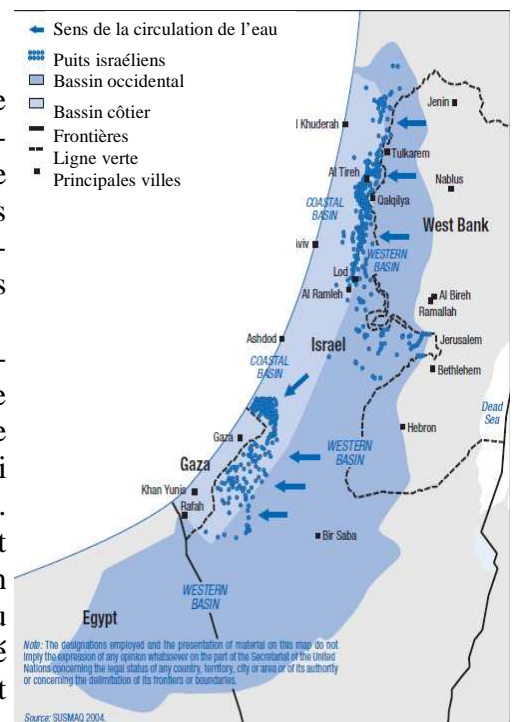 Sens de la circulation de l'eau
Puits israéliens
Bassin occidental
Bassin côtier
Frontières
Ligne verte
Principales villes
Jenin
l Khuderah
Tulkarem
Al Tireh
Nablus
Qalqilya
COASTAL
BASIN
West Bank
Aviv
WESTERN
BASIN
Lod
Al Ramleh
Al Bireh
Ramallah
Ashdod
Israel
Jerusalem
COASTAL
BASIN
Bethlehem
Dead
Sea
Hebron
Gaza
WESTERN
BASIN
Gaza
Khan Yunis
Rafah
Bir Saba
WESTERN
BASIN
Egypt
Note: The designations employed and the presentation of material on this map do not
imply the expression of any opinion whatsoever on the part of the Secretariat of the United
Nations concerning the legal status of any country, territory, city or area or of its authority
or concerning the delimitation of its frontiers or boundaries.
Source: SUSMAQ 2004.